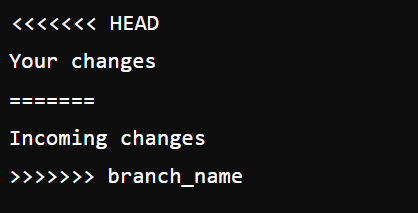 <<<<<<< HEAD
Your changes
=======
Incoming changes
>>>>>>> branch_name